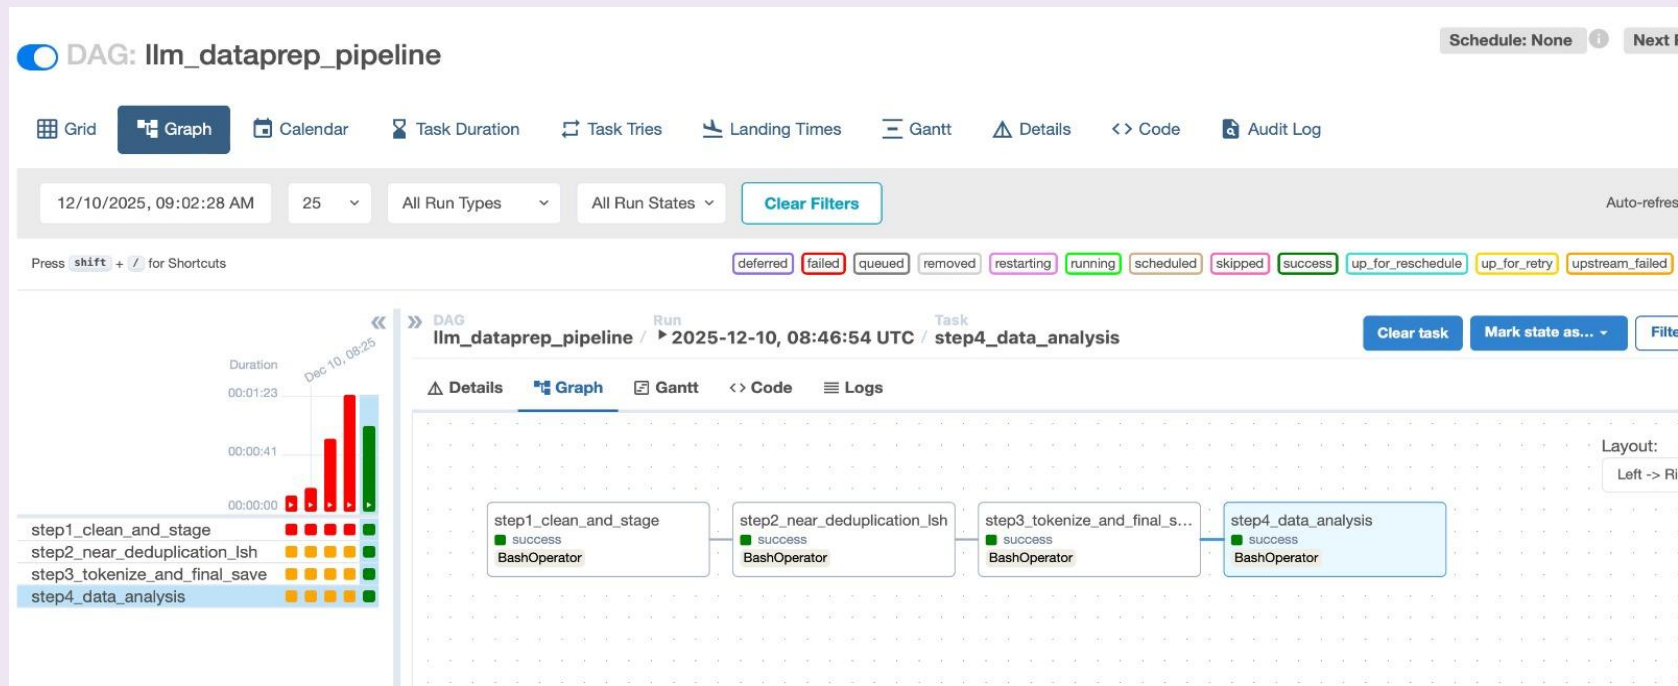 DAG: llm_dataprep_pipeline
Schedule: None
Next
Grid
Graph
Calendar
Task Duration
Task Tries
Landing Times
Gantt
Details
<> Code
Audit Log
12/10/2025, 09:02:28 AM
25
All Run Types
All Run States
Clear Filters
Auto-refres
Press shift + / for Shortcuts
deferred
failed
queued
removed
restarting
running
scheduled
skipped
success
up_for_reschedule
up_for_retry
upstream_failed
Duration
Dec 10, 08:25
00:01:23
00:00:41
00:00:00
step1_clean_and_stage
step2_near_deduplication_lsh
step3_tokenize_and_final_save
step4_data_analysis
DAG
llm_dataprep_pipeline /
Run
2025-12-10, 08:46:54 UTC /
Task
step4_data_analysis
Clear task
Mark state as...
Filte
Details
Graph
Gantt
<> Code
Logs
Layout:
Left -> Ri
step1_clean_and_stage
success
BashOperator
step2_near_deduplication_lsh
success
BashOperator
step3_tokenize_and_final_s...
success
BashOperator
step4_data_analysis
success
BashOperator